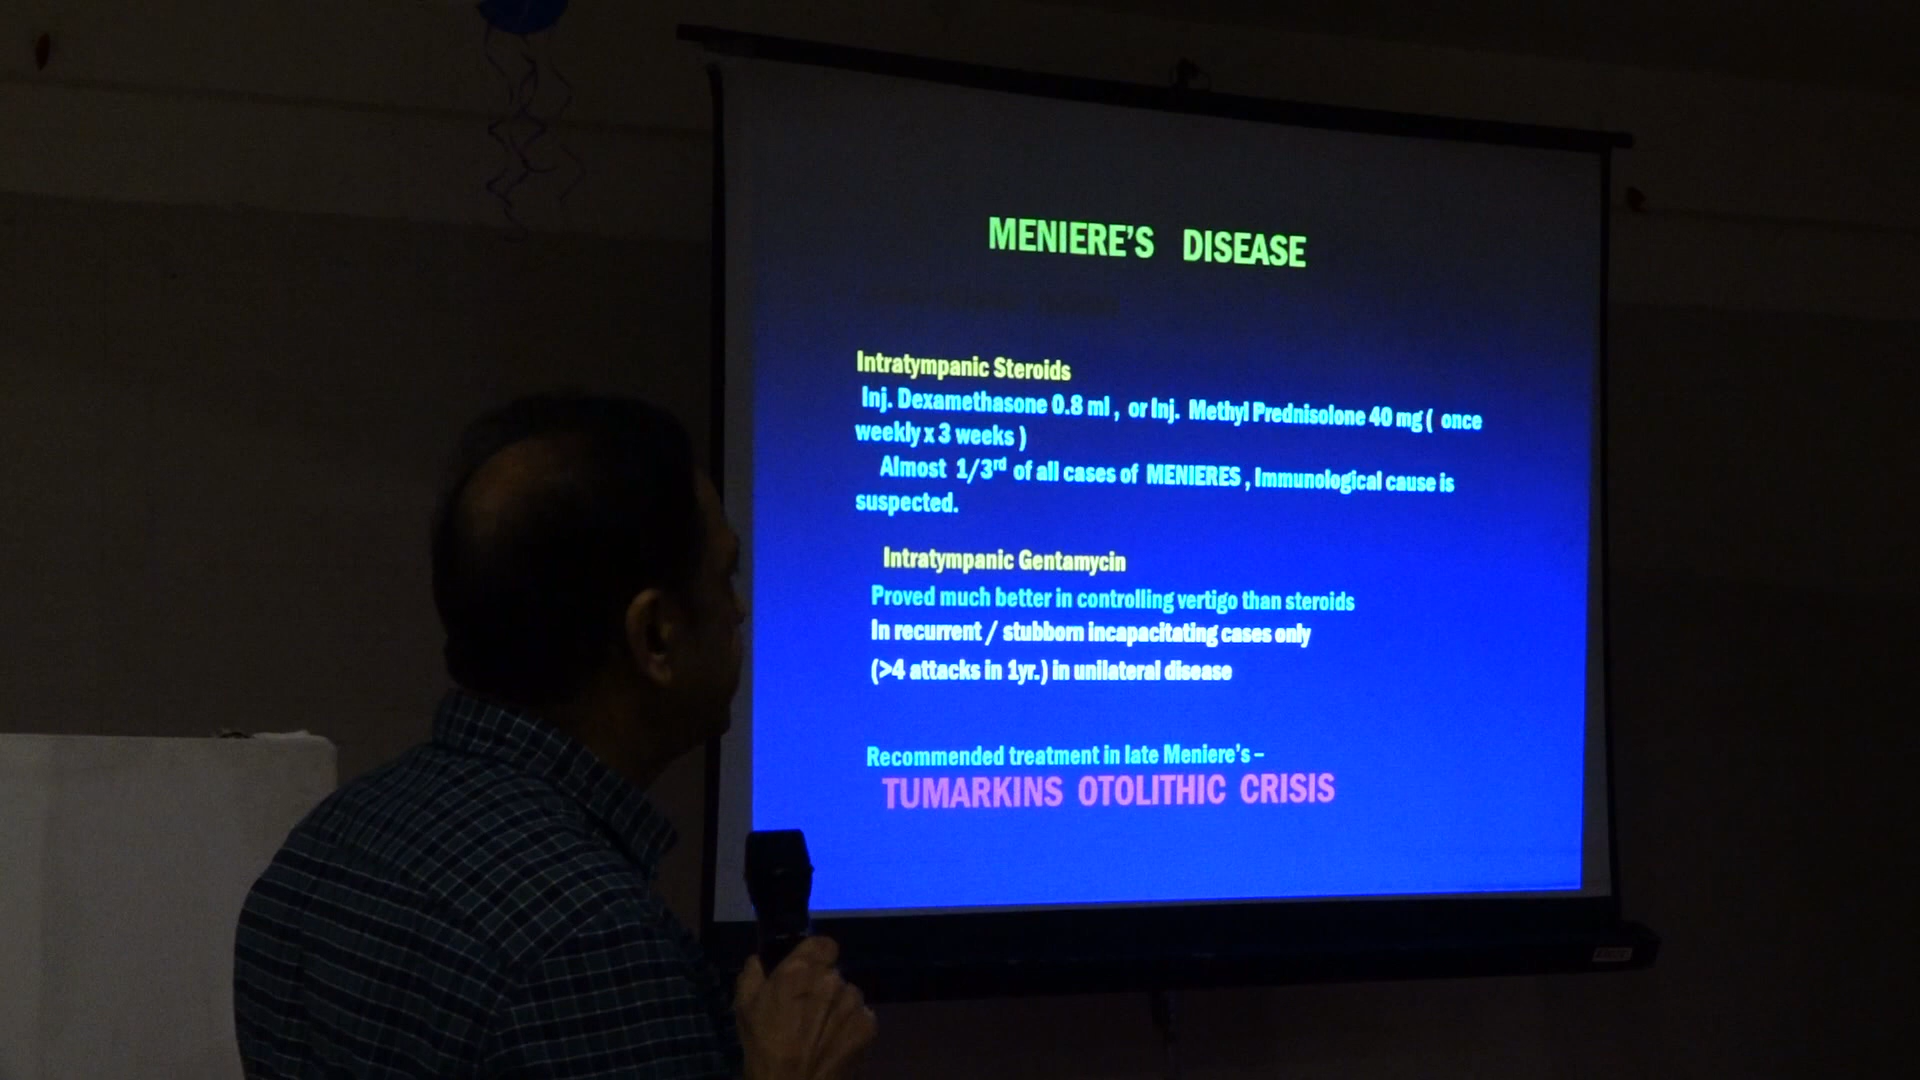 MENIERE'S DISEASE
Intratympanic Steroids
Inj. Dexamethasone 0.8 ml , or Inj. Methyl Prednisolone 40 mg ( once
weekly x 3 weeks )
Almost 1/3rd of all cases of MENIERES , Immunological cause is
suspected.
Intratympanic Gentamycin
Proved much better in controlling vertigo than steroids
In recurrent / stubborn incapacitating cases only
(>4 attacks in 1yr.) in unilateral disease
Recommended treatment in late Meniere's –
TUMARKINS OTOLITHIC CRISIS